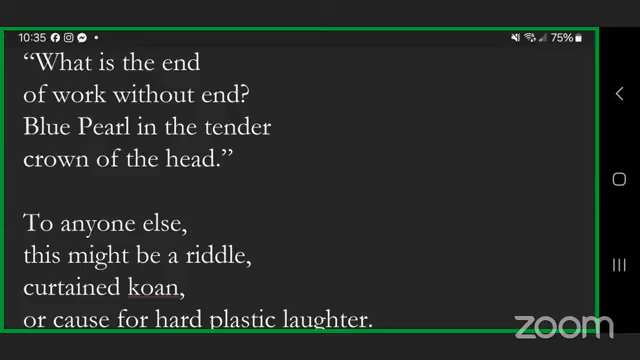 10:35 75%
“What is the end
of work without end?
Blue Pearl in the tender
crown of the head.”
To anyone else,
this might be a riddle,
curtained koan,
or cause for hard plastic laughter.
zoom